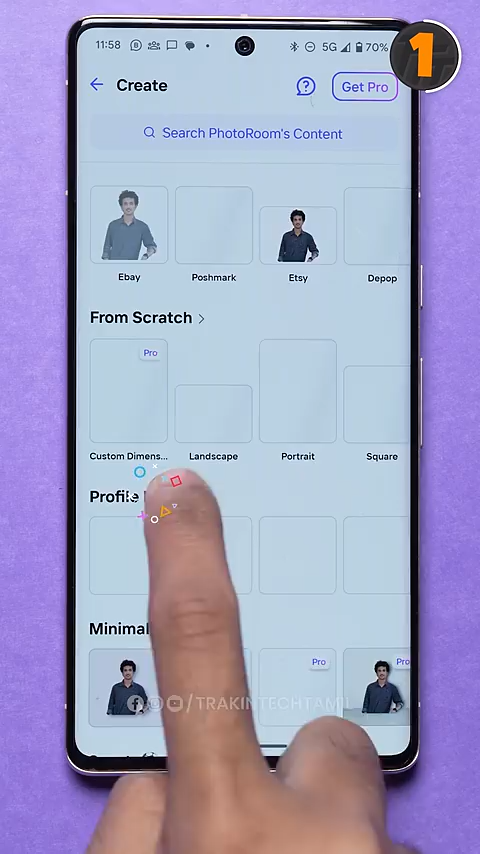 1
11:58
5G
70%
Create
Get Pro
Search PhotoRoom's Content
Ebay
Poshmark
Etsy
Depop
From Scratch
Pro
Custom Dimens...
Landscape
Portrait
Square
Profile
Minimal
Pro
Pro
/TRAKINTECHTAMIL